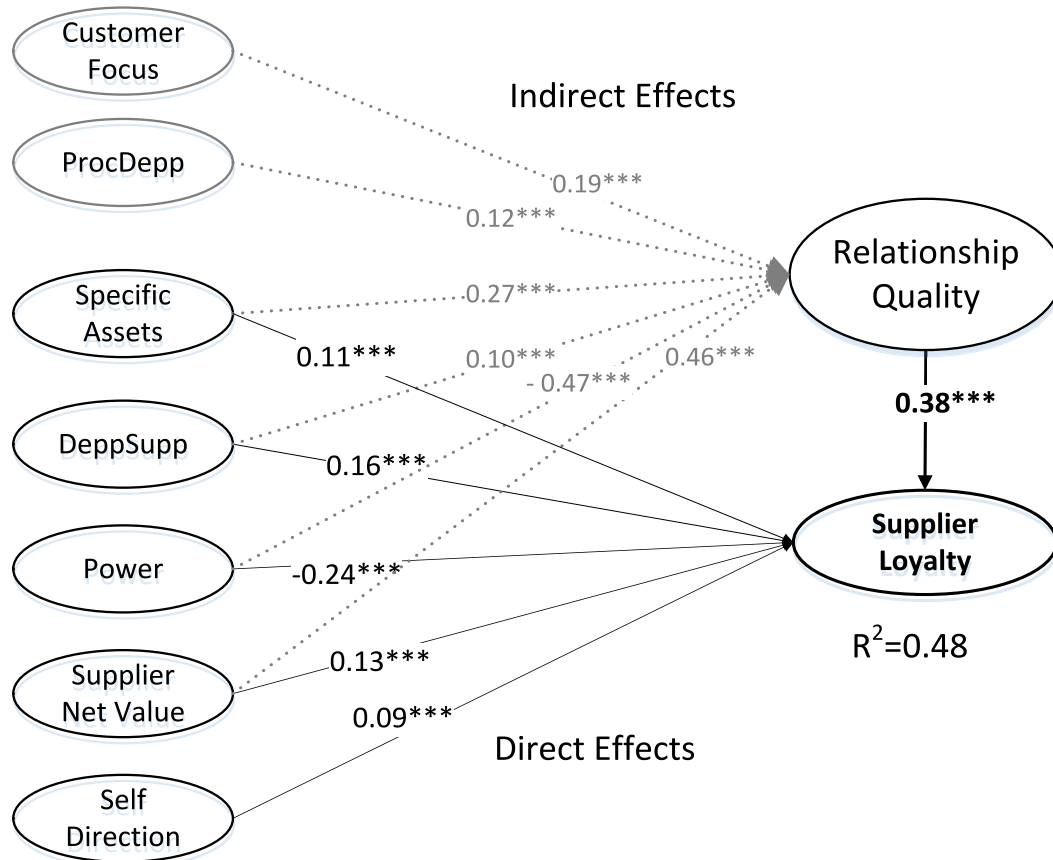 Customer
Focus
Indirect Effects
ProcDepp
0.19***
0.12***
Relationship
Quality
Specific
Assets
0.27***
0.11***
0.10***
0.46***
- 0.47***
0.38***
DeppSupp
0.16***
Supplier
Loyalty
Power
-0.24***
R²=0.48
Supplier
Net Value
0.13***
0.09***
Direct Effects
Self
Direction